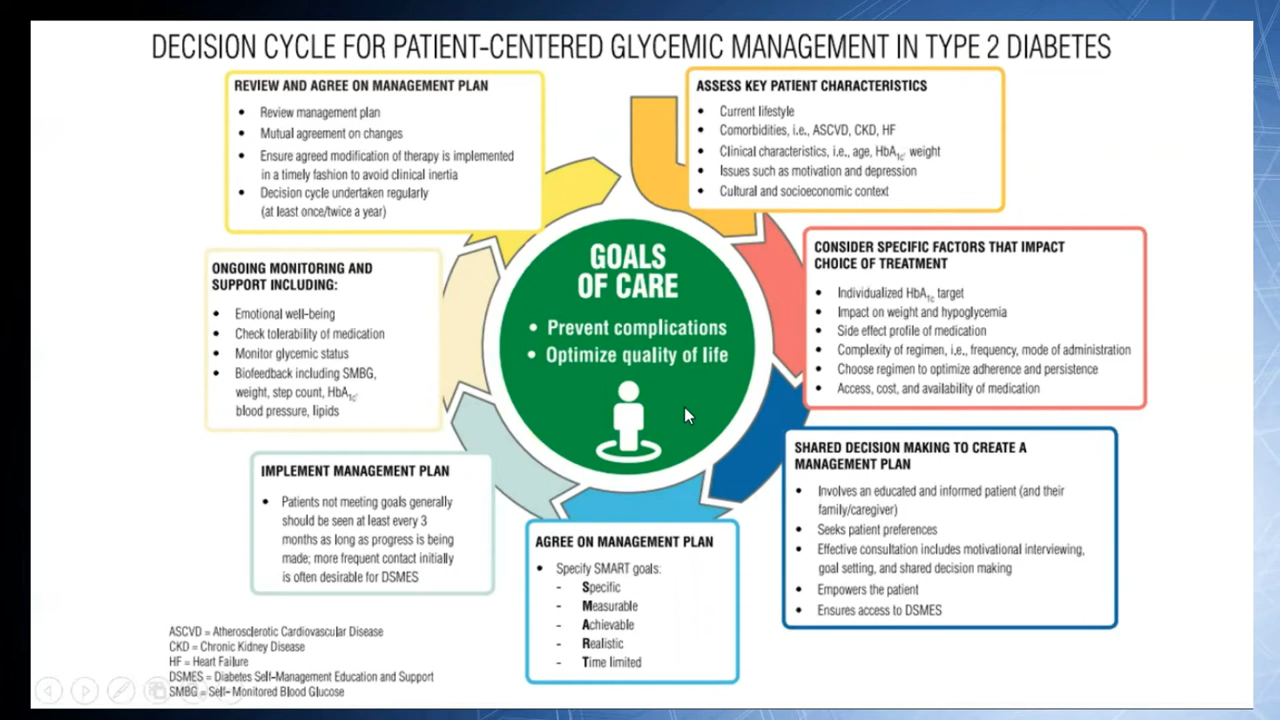 DECISION CYCLE FOR PATIENT-CENTERED GLYCEMIC MANAGEMENT IN TYPE 2 DIABETES
REVIEW AND AGREE ON MANAGEMENT PLAN
• Review management plan
• Mutual agreement on changes
• Ensure agreed modification of therapy is implemented
in a timely fashion to avoid clinical inertia
• Decision cycle undertaken regularly
(at least once/twice a year)
ASSESS KEY PATIENT CHARACTERISTICS
• Current lifestyle
• Comorbidities, i.e., ASCVD, CKD, HF
• Clinical characteristics, i.e., age, HbA1c, weight
• Issues such as motivation and depression
• Cultural and socioeconomic context
CONSIDER SPECIFIC FACTORS THAT IMPACT
CHOICE OF TREATMENT
• Individualized HbA1c target
• Impact on weight and hypoglycemia
• Side effect profile of medication
• Complexity of regimen, i.e., frequency, mode of administration
• Choose regimen to optimize adherence and persistence
• Access, cost, and availability of medication
SHARED DECISION MAKING TO CREATE A
MANAGEMENT PLAN
• Involves an educated and informed patient (and their
family/caregiver)
• Seeks patient preferences
• Effective consultation includes motivational interviewing,
goal setting, and shared decision making
• Empowers the patient
• Ensures access to DSMES
AGREE ON MANAGEMENT PLAN
• Specify SMART goals:
- Specific
- Measurable
- Achievable
- Realistic
- Time limited
IMPLEMENT MANAGEMENT PLAN
• Patients not meeting goals generally
should be seen at least every 3
months as long as progress is being
made; more frequent contact initially
is often desirable for DSMES
ONGOING MONITORING AND
SUPPORT INCLUDING:
• Emotional well-being
• Check tolerability of medication
• Monitor glycemic status
• Biofeedback including SMBG,
weight, step count, HbA1c,
blood pressure, lipids
GOALS
OF CARE
• Prevent complications
• Optimize quality of life
ASCVD = Atherosclerotic Cardiovascular Disease
CKD = Chronic Kidney Disease
HF = Heart Failure
DSMES = Diabetes Self-Management Education and Support
SMBG = Self-Monitored Blood Glucose